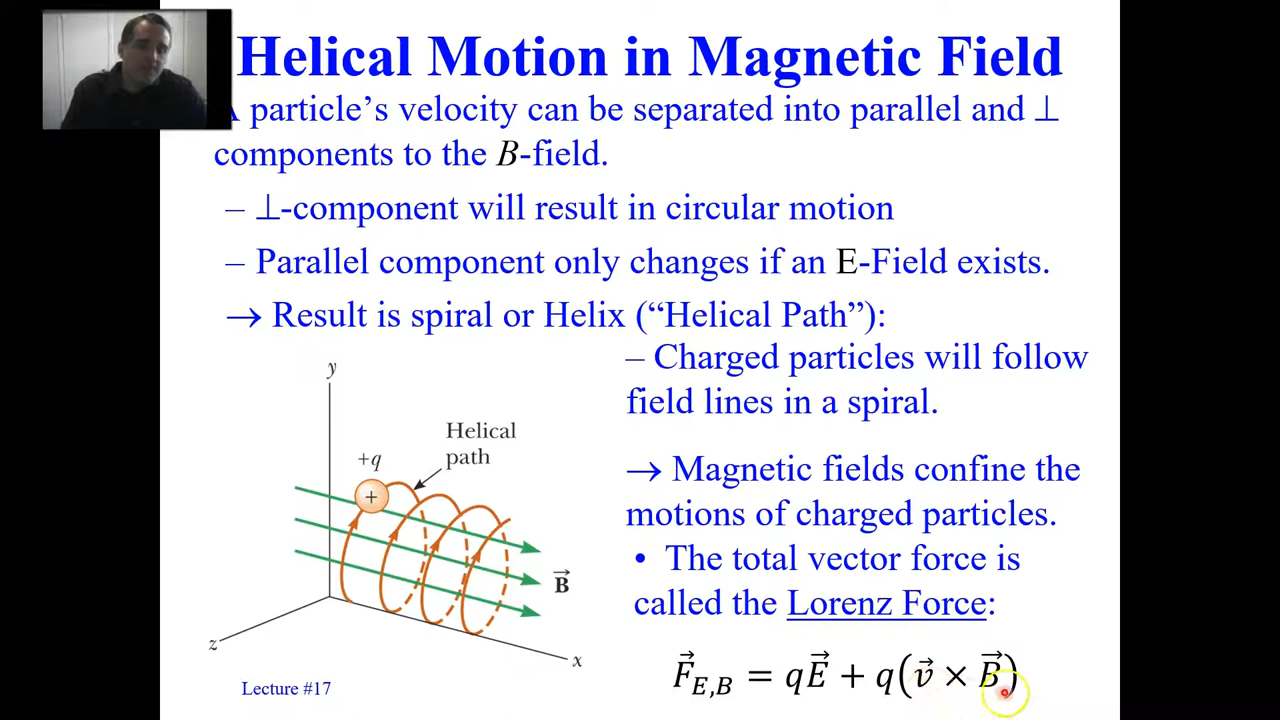 Helical Motion in Magnetic Field
particle’s velocity can be separated into parallel and ⊥
components to the B-field.
– ⊥-component will result in circular motion
– Parallel component only changes if an E-Field exists.
→ Result is spiral or Helix (“Helical Path”):
– Charged particles will follow
field lines in a spiral.
→ Magnetic fields confine the
motions of charged particles.
• The total vector force is
called the Lorenz Force:
F⃗_{E,B} = qE⃗ + q(v⃗ × B⃗)
y
Helical
path
+q
+
B⃗
z
x
Lecture #17